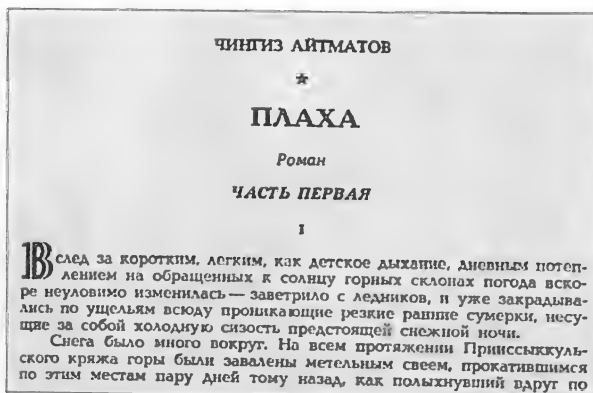 ЧИНГИЗ АЙТМАТОВ
*
ПЛАХА
Роман
ЧАСТЬ ПЕРВАЯ
I
Вслед за коротким, легким, как детское дыхание, дневным потеп-
лением на обращенных к солнцу горных склонах погода вско-
ре неуловимо изменилась — заветрило с ледников, и уже закрадыва-
лись по ущельям всюду проникающие резкие ранние сумерки, несу-
щие за собой холодную сизость предстоящей снежной ночи.
Снега было много вокруг. На всем протяжении Прииссыккуль-
ского кряжа горы были завалены метельным свеем, прокатившимся
по этим местам пару дней тому назад, как полыхнувший вдруг по